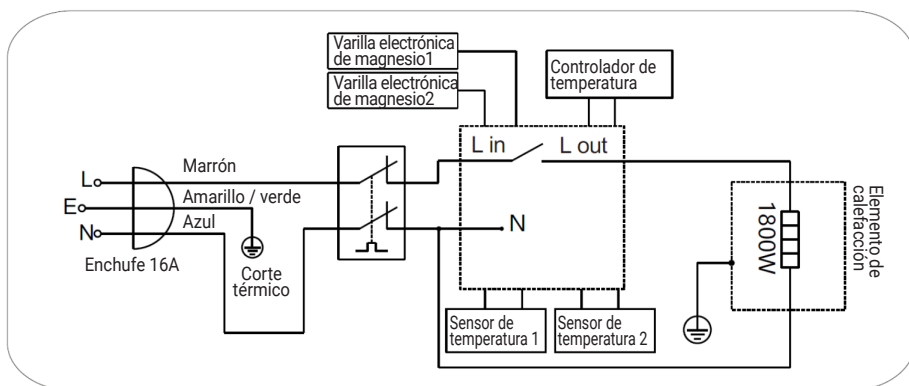 Varilla electrónica
de magnesio1
Varilla electrónica
de magnesio2
Controlador de
temperatura
L in
L out
Marrón
L
Amarillo / verde
E
Azul
N
N
Enchufe 16A
Corte
térmico
1800W
Elemento de
calefacción
Sensor de
temperatura 1
Sensor de
temperatura 2